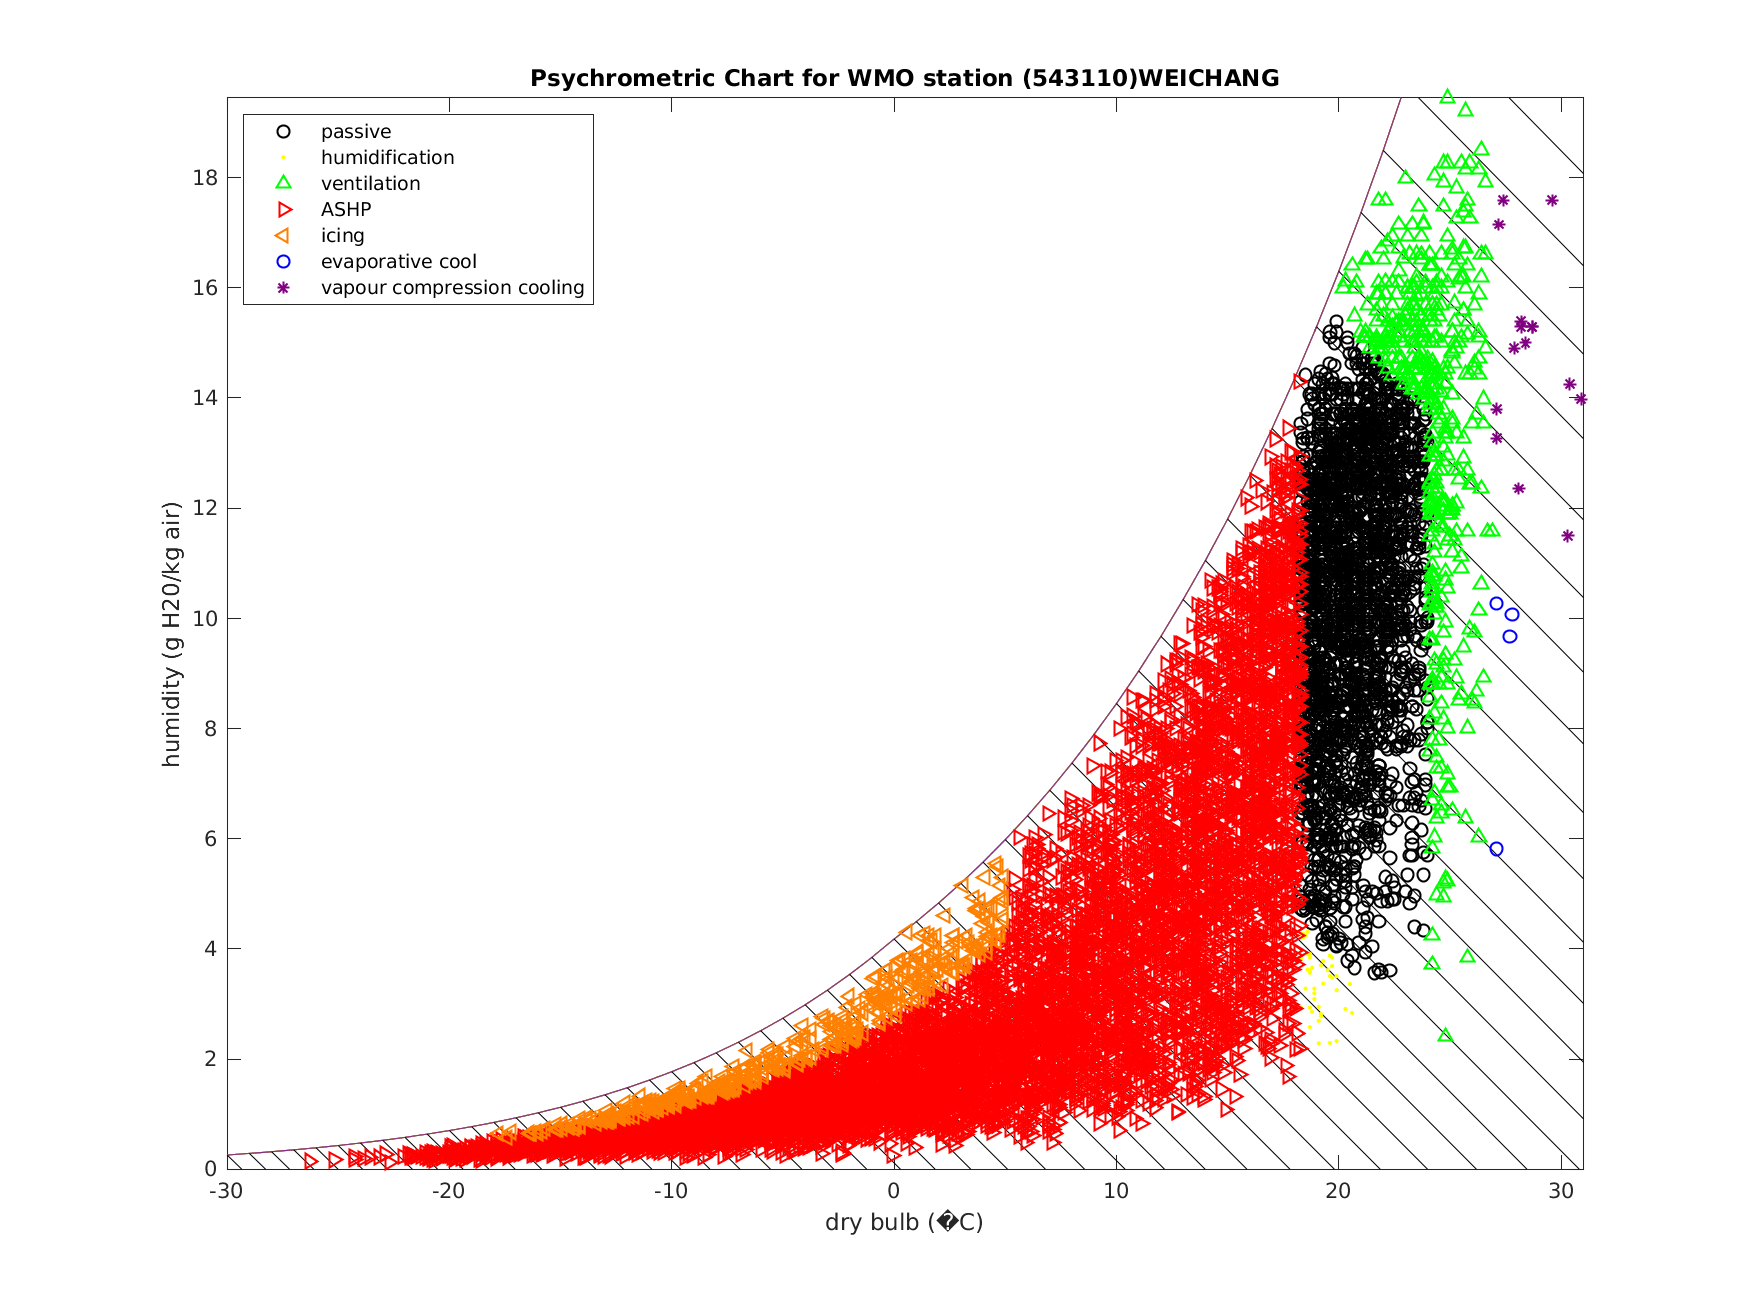 Psychrometric Chart for WMO station (543110)WEICHANG
passive
humidification
ventilation
ASHP
icing
evaporative cool
vapour compression cooling
humidity (g H20/kg air)
18
16
14
12
10
8
6
4
2
0
-30 -20 -10 0 10 20 30
dry bulb (�C)